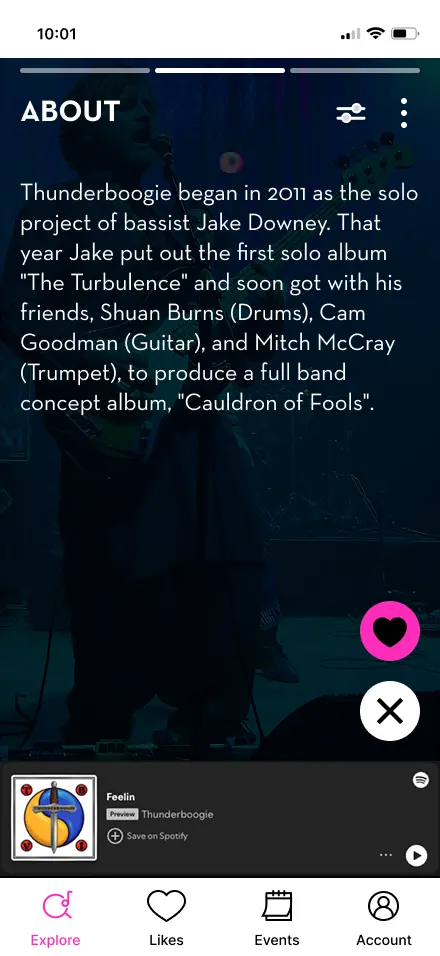 10:01
ABOUT
Thunderboogie began in 2011 as the solo
project of bassist Jake Downey. That
year Jake put out the first solo album
"The Turbulence" and soon got with his
friends, Shuan Burns (Drums), Cam
Goodman (Guitar), and Mitch McCray
(Trumpet), to produce a full band
concept album, "Cauldron of Fools".
T B
THUNDERBOOGIE
V I
Feelin
Preview Thunderboogie
Save on Spotify
Explore Likes Events Account